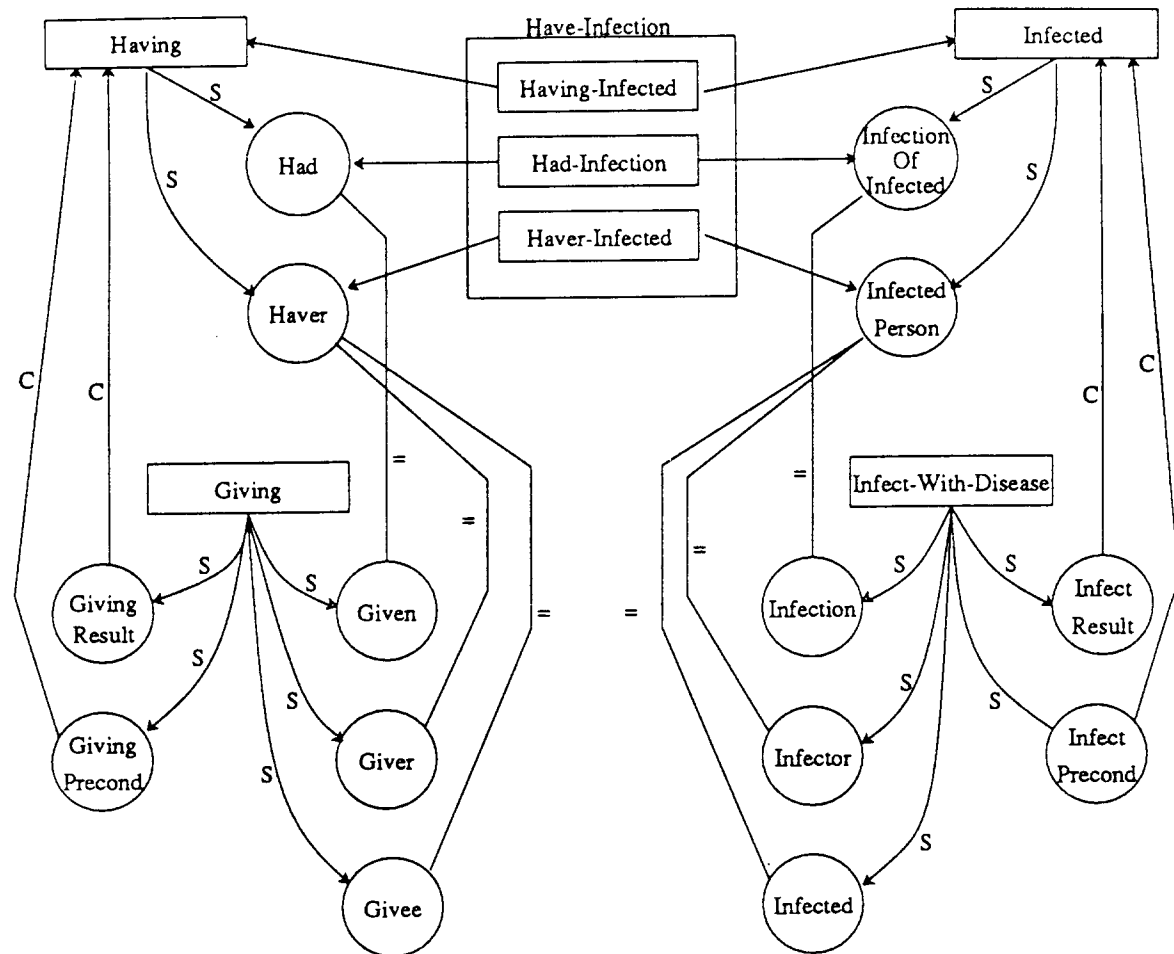 Have-Infection
Having
Infected
Having-Infected
S
S
Had
Had-Infection
Infection
Of
Infected
S
S
Haver-Infected
Haver
Infected
Person
C
C
C
C
=
=
Giving
Infect-With-Disease
=
=
S
S
S
S
Giving
Result
Given
Infection
Infect
Result
=
=
S
S
S
S
Giving
Precond
Giver
Infector
Infect
Precond
S
S
Givee
Infected